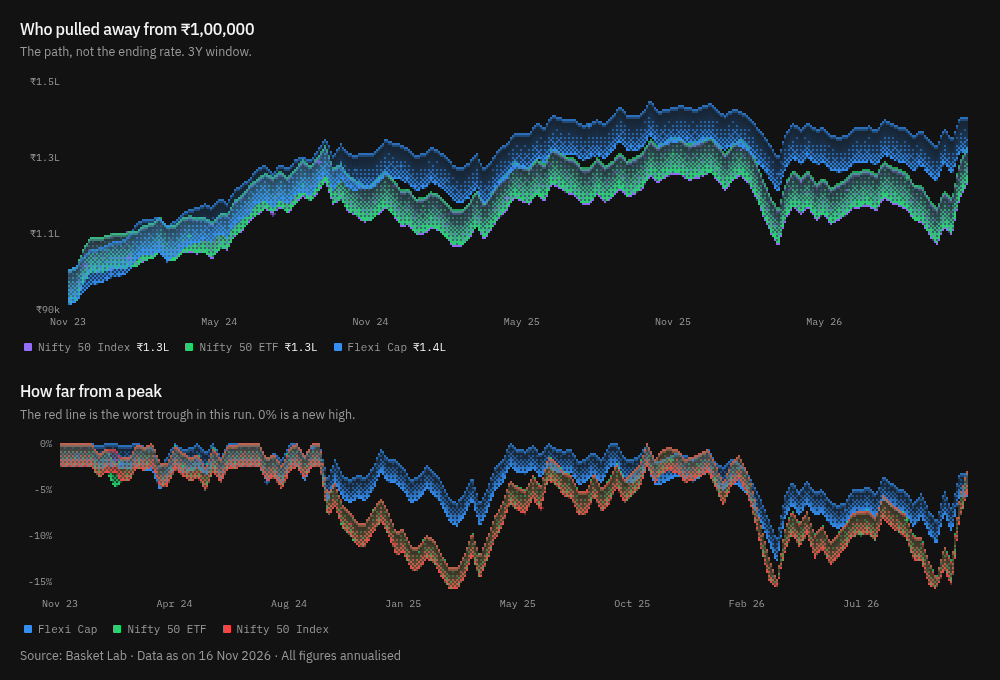 Who pulled away from ₹1,00,000
The path, not the ending rate. 3Y window.
₹1.5L
₹1.3L
₹1.1L
₹90k
Nov 23 May 24 Nov 24 May 25 Nov 25 May 26
Nifty 50 Index ₹1.3L Nifty 50 ETF ₹1.3L Flexi Cap ₹1.4L
How far from a peak
The red line is the worst trough in this run. 0% is a new high.
0%
-5%
-10%
-15%
Nov 23 Apr 24 Aug 24 Jan 25 May 25 Oct 25 Feb 26 Jul 26
Flexi Cap Nifty 50 ETF Nifty 50 Index
Source: Basket Lab · Data as on 16 Nov 2026 · All figures annualised